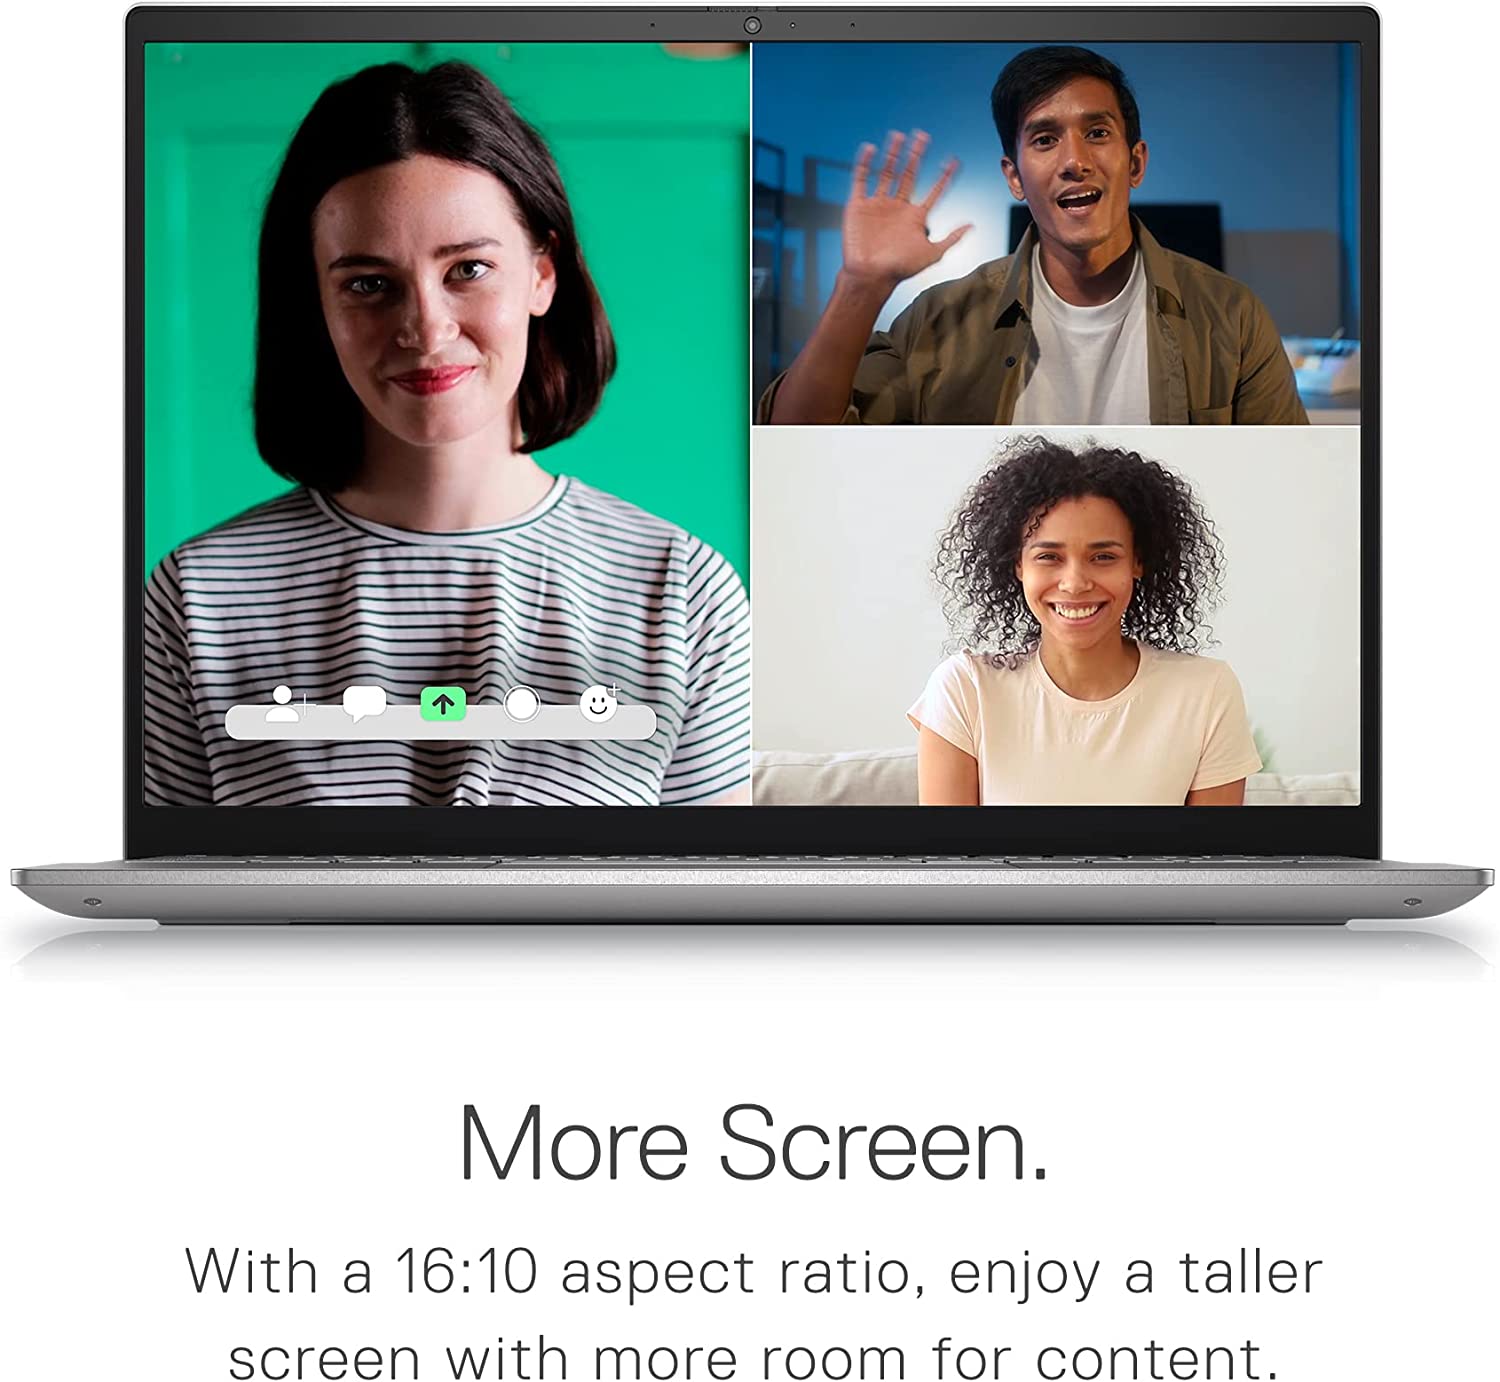 More Screen.
With a 16:10 aspect ratio, enjoy a taller
screen with more room for content.